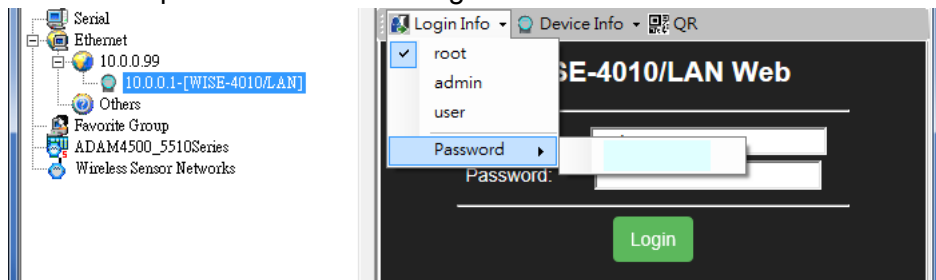 Serial
Ethernet
10.0.0.99
10.0.0.1-[WISE-4010/LAN]
Others
Favorite Group
ADAM4500_5510Series
Wireless Sensor Networks
Login Info Device Info QR
root
admin
user
Password
SE-4010/LAN Web
Password:
Login